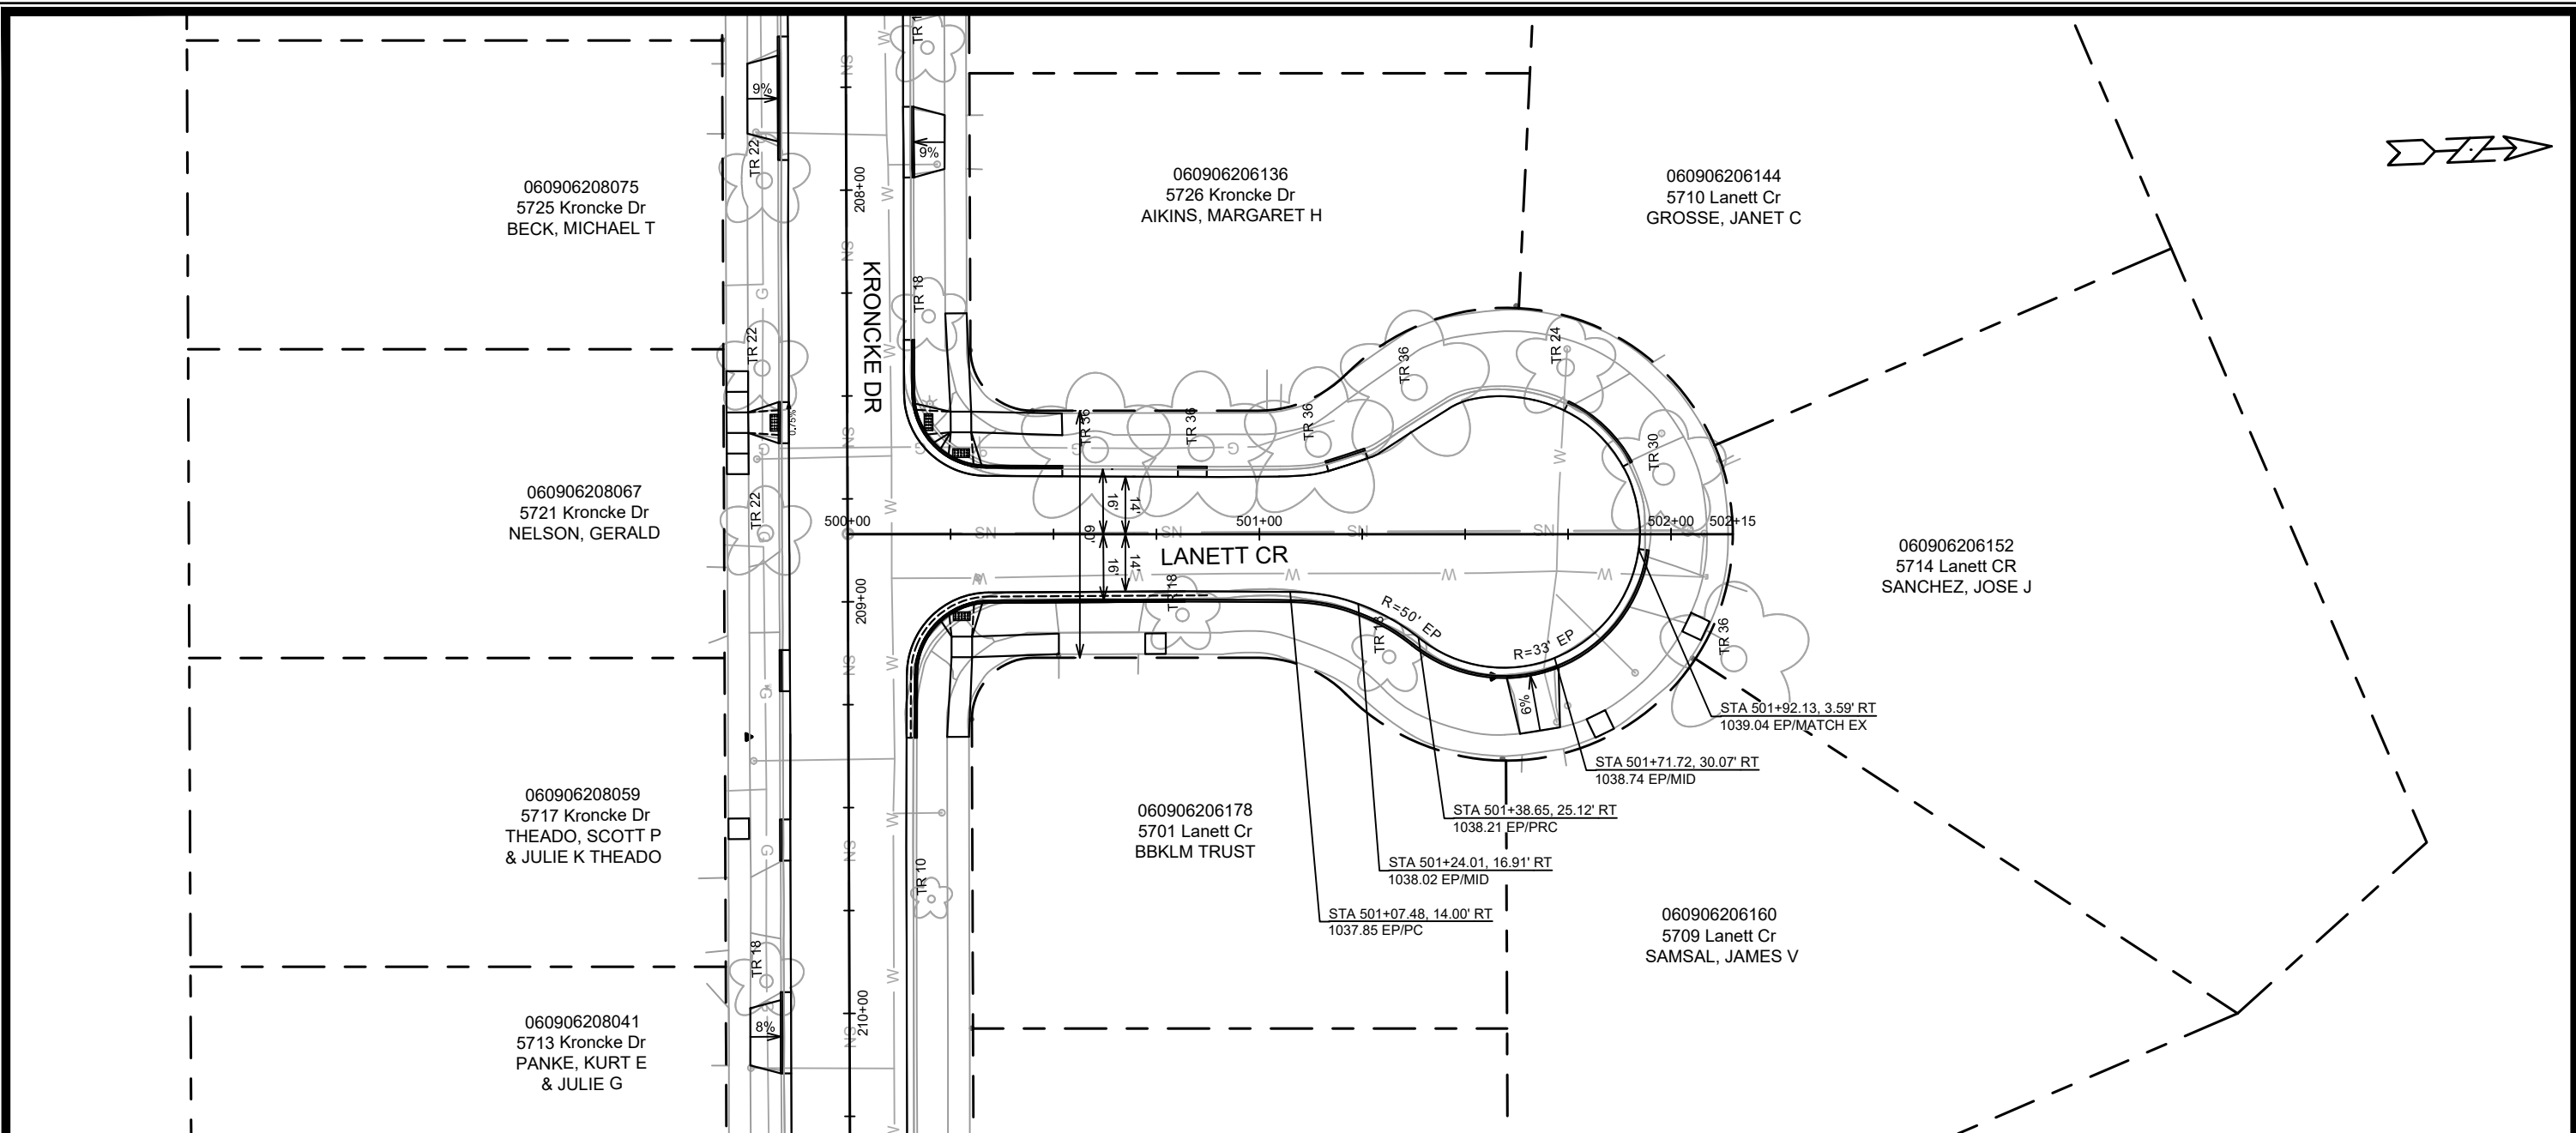 060906208075
5725 Kroncke Dr
BECK, MICHAEL T
060906208067
5721 Kroncke Dr
NELSON, GERALD
060906208059
5717 Kroncke Dr
THEADO, SCOTT P
& JULIE K THEADO
060906208041
5713 Kroncke Dr
PANKE, KURT E
& JULIE G
9%
TR 22
TR 22
TR 22
0.75%
TR 18
8%
208+00
209+00
210+00
KRONCKE DR
9%
TR 18
TR 10
060906206136
5726 Kroncke Dr
AIKINS, MARGARET H
060906206144
5710 Lanett Cr
GROSSE, JANET C
TR 36
TR 36
TR 36
TR 36
TR 24
TR 30
500+00
501+00
502+00
502+15
16'
14'
60'
16'
14'
LANETT CR
TR 18
R=50' EP
R=33' EP
9%
TR 36
060906206152
5714 Lanett CR
SANCHEZ, JOSE J
STA 501+92.13, 3.59' RT
1039.04 EP/MATCH EX
STA 501+71.72, 30.07' RT
1038.74 EP/MID
STA 501+38.65, 25.12' RT
1038.21 EP/PRC
STA 501+24.01, 16.91' RT
1038.02 EP/MID
STA 501+07.48, 14.00' RT
1037.85 EP/PC
060906206178
5701 Lanett Cr
BBKLM TRUST
060906206160
5709 Lanett Cr
SAMSAL, JAMES V